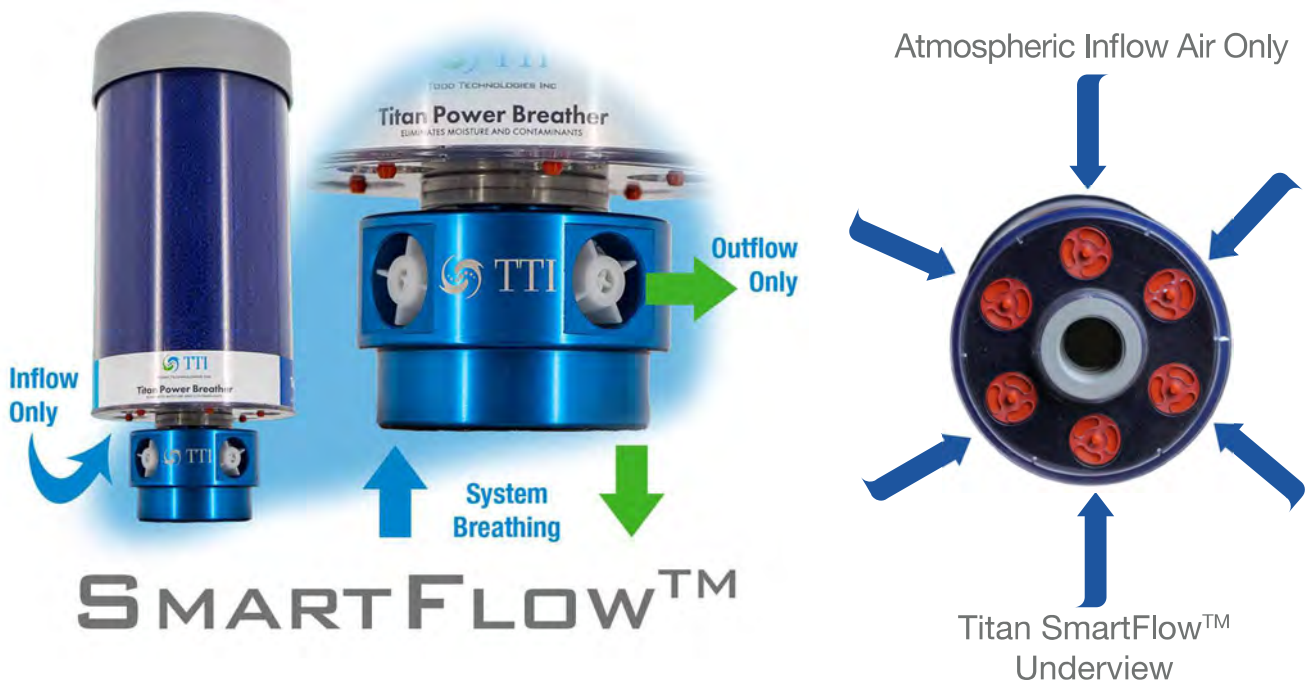 TTI
TODD TECHNOLOGIES INC
Titan Power Breather
ELIMINATES MOISTURE AND CONTAMINANTS
TTI
Outflow
Only
Inflow
Only
TTI
Titan Power Breather
TTI
System
Breathing
SMARTFLOW™
Atmospheric Inflow Air Only
Titan SmartFlow™
Underview